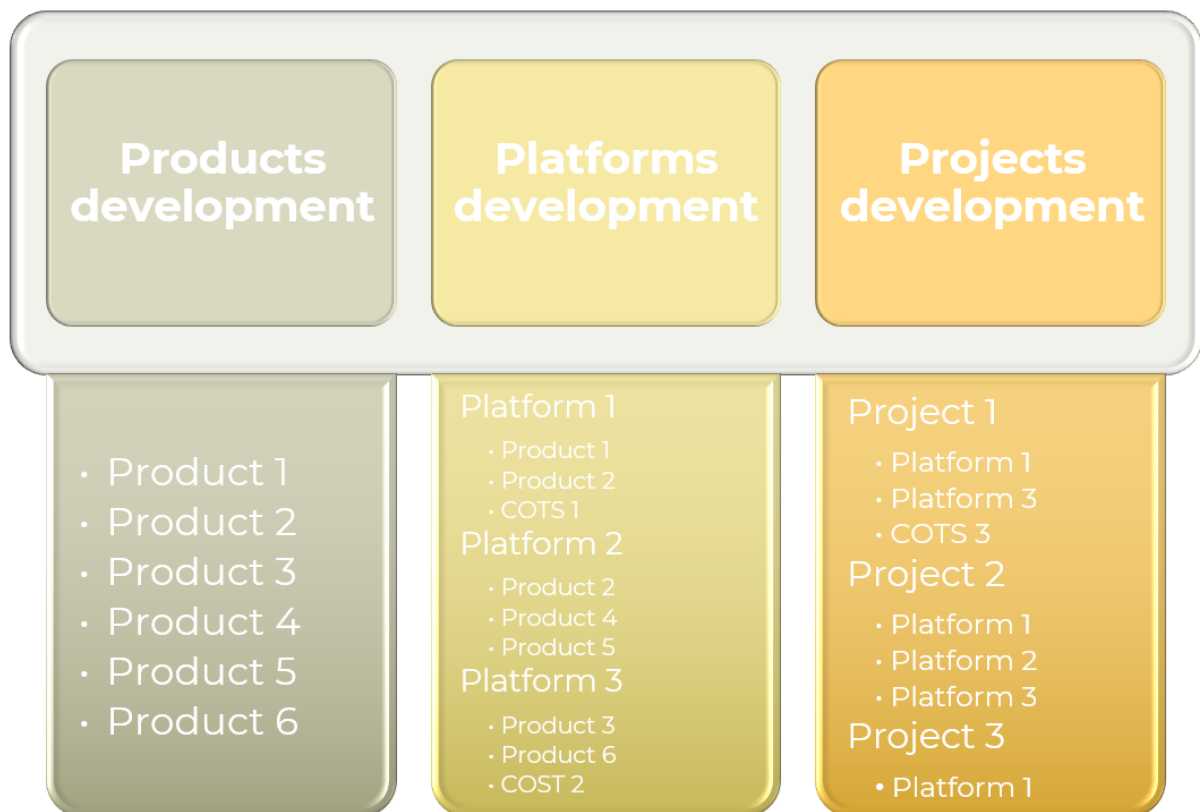 Products
development
Platforms
development
Projects
development
• Product 1
• Product 2
• Product 3
• Product 4
• Product 5
• Product 6
Platform 1
• Product 1
• Product 2
• COTS 1
Platform 2
• Product 2
• Product 4
• Product 5
Platform 3
• Product 3
• Product 6
• COST 2
Project 1
• Platform 1
• Platform 3
• COTS 3
Project 2
• Platform 1
• Platform 2
• Platform 3
Project 3
• Platform 1